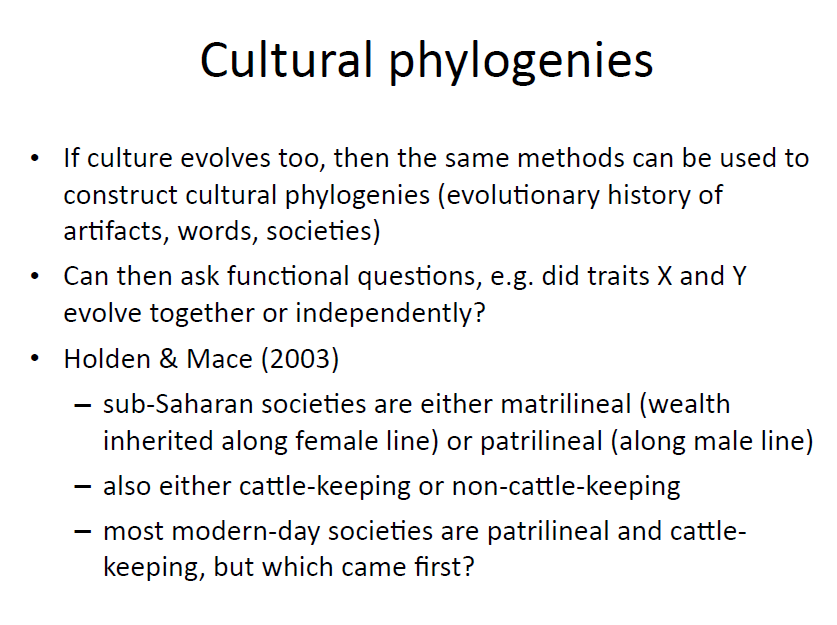 Cultural phylogenies
• If culture evolves too, then the same methods can be used to
construct cultural phylogenies (evolutionary history of
artifacts, words, societies)
• Can then ask functional questions, e.g. did traits X and Y
evolve together or independently?
• Holden & Mace (2003)
– sub-Saharan societies are either matrilineal (wealth
inherited along female line) or patrilineal (along male line)
– also either cattle-keeping or non-cattle-keeping
– most modern-day societies are patrilineal and cattle-
keeping, but which came first?